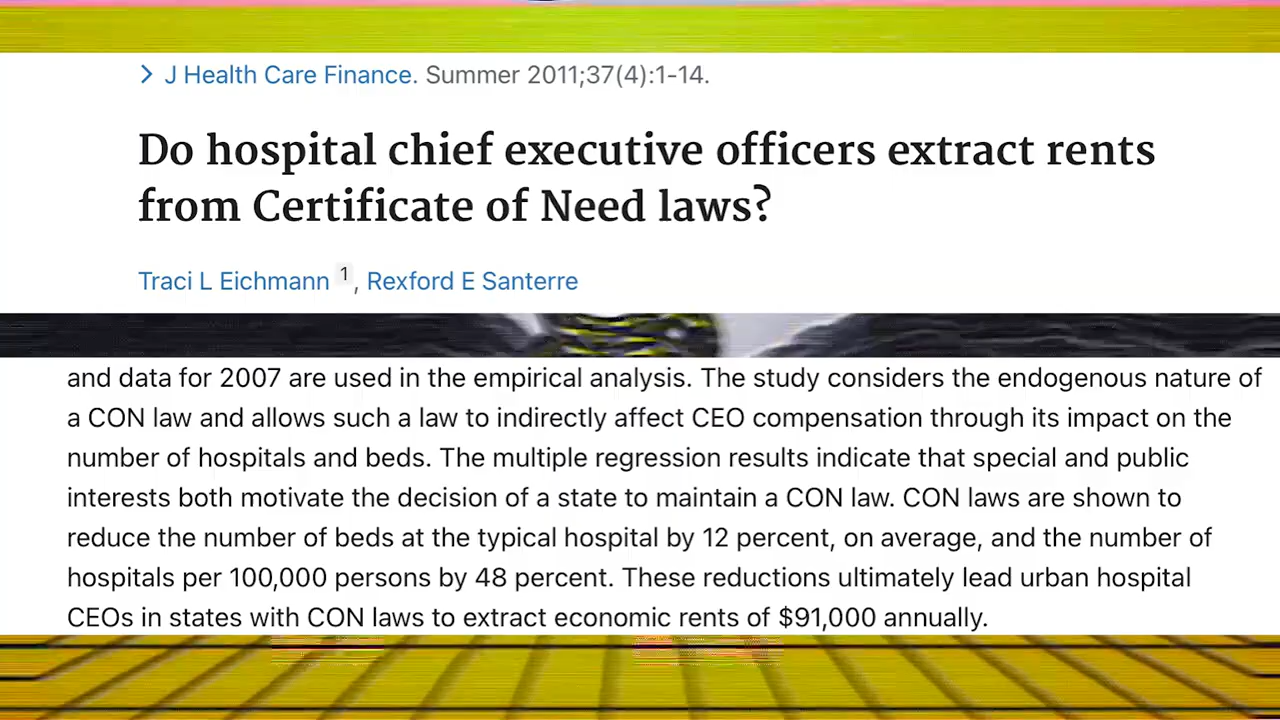 > J Health Care Finance. Summer 2011;37(4):1-14.
Do hospital chief executive officers extract rents
from Certificate of Need laws?
Traci L Eichmann 1, Rexford E Santerre
and data for 2007 are used in the empirical analysis. The study considers the endogenous nature of
a CON law and allows such a law to indirectly affect CEO compensation through its impact on the
number of hospitals and beds. The multiple regression results indicate that special and public
interests both motivate the decision of a state to maintain a CON law. CON laws are shown to
reduce the number of beds at the typical hospital by 12 percent, on average, and the number of
hospitals per 100,000 persons by 48 percent. These reductions ultimately lead urban hospital
CEOs in states with CON laws to extract economic rents of $91,000 annually.